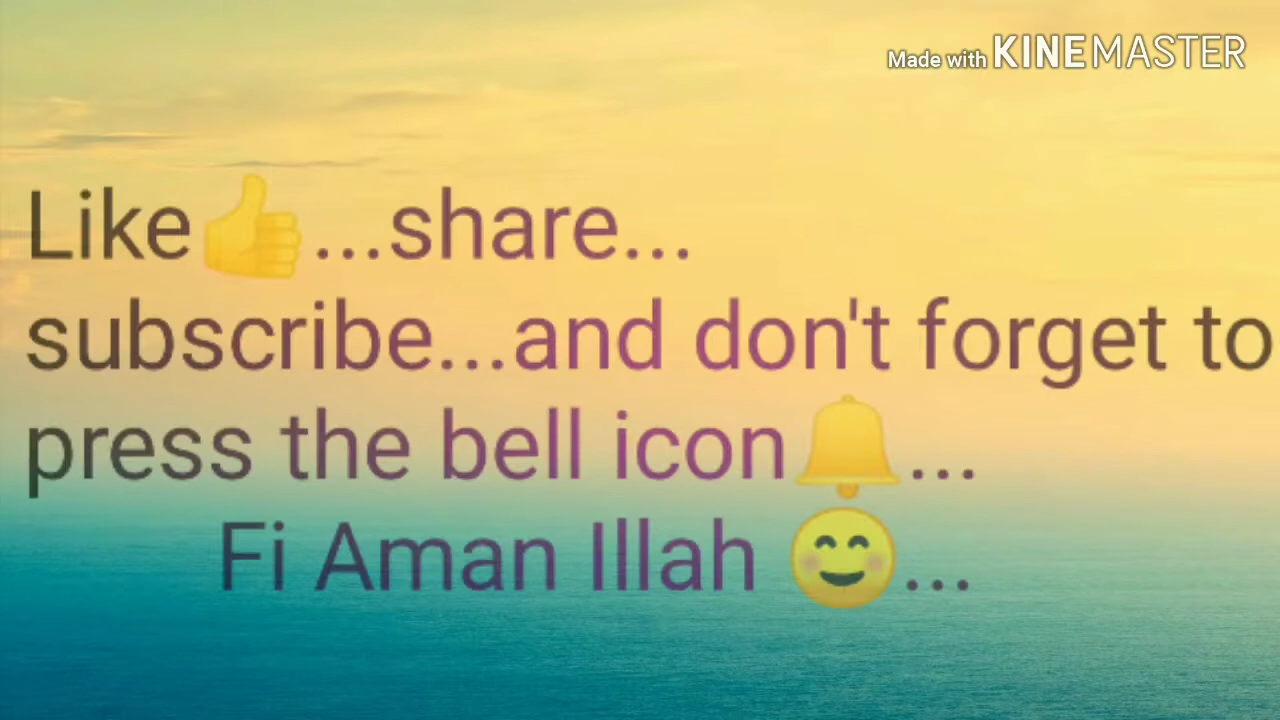 Made with KINEMASTER
Like👍...share...
subscribe...and don't forget to
press the bell icon🔔...
Fi Aman Illah 😊...